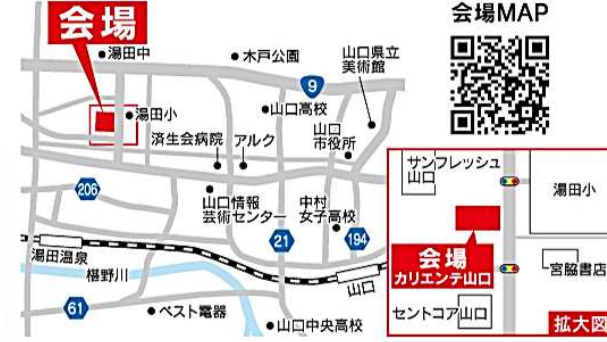 会場
会場MAP
湯田中
木戸公園
山口県立
美術館
9
湯田小
山口高校
済生会病院
アルク
山口
市役所
206
山口情報
芸術センター
中村
女子高校
21
194
湯田温泉
椹野川
山口
61
ベスト電器
山口中央高校
サンフレッシュ
山口
湯田小
会場
カリエンテ山口
宮脇書店
セントコア山口
拡大図